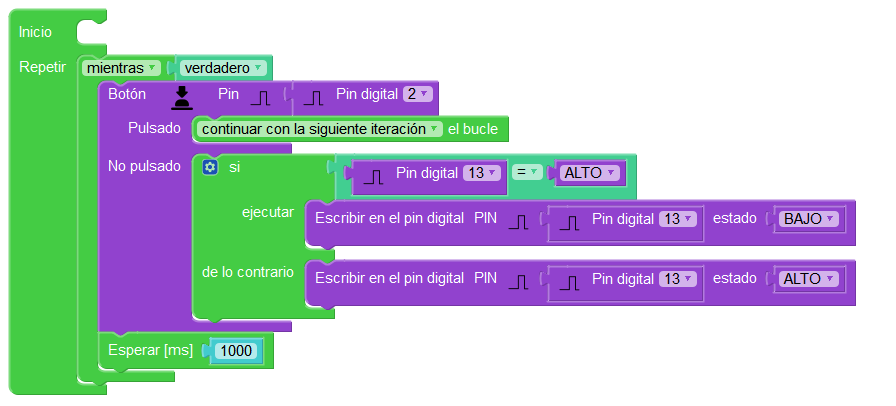 Inicio
Repetir mientras verdadero
Botón Pin Pin digital 2
Pulsado continuar con la siguiente iteración el bucle
No pulsado si Pin digital 13 = ALTO
ejecutar Escribir en el pin digital PIN Pin digital 13 estado BAJO
de lo contrario Escribir en el pin digital PIN Pin digital 13 estado ALTO
Esperar [ms] 1000